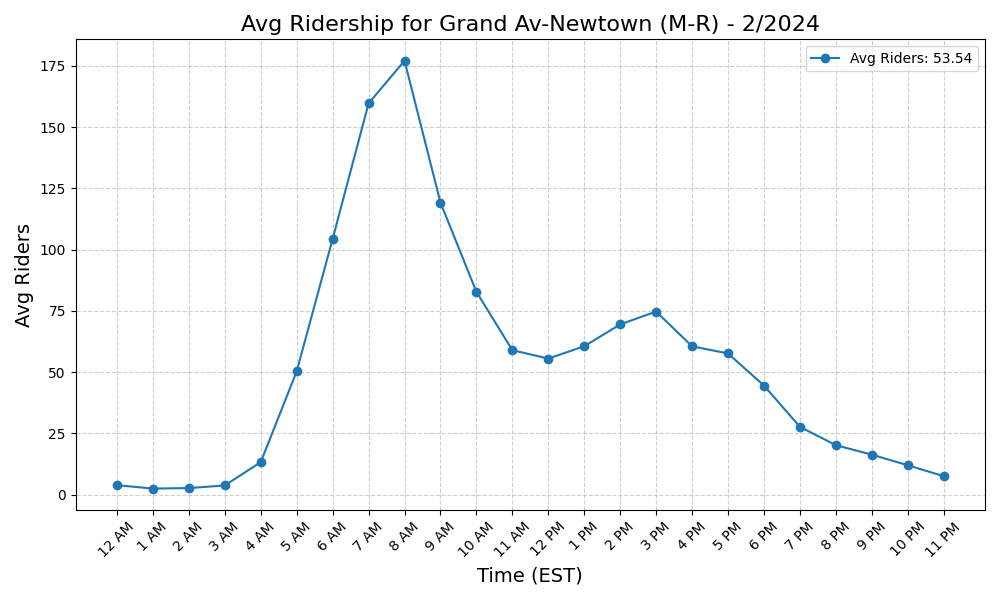 Avg Ridership for Grand Av-Newtown (M-R) - 2/2024
Avg Riders: 53.54
Avg Riders
175
150
125
100
75
50
25
0
12 AM
1 AM
2 AM
3 AM
4 AM
5 AM
6 AM
7 AM
8 AM
9 AM
10 AM
11 AM
12 PM
1 PM
2 PM
3 PM
4 PM
5 PM
6 PM
7 PM
8 PM
9 PM
10 PM
11 PM
Time (EST)